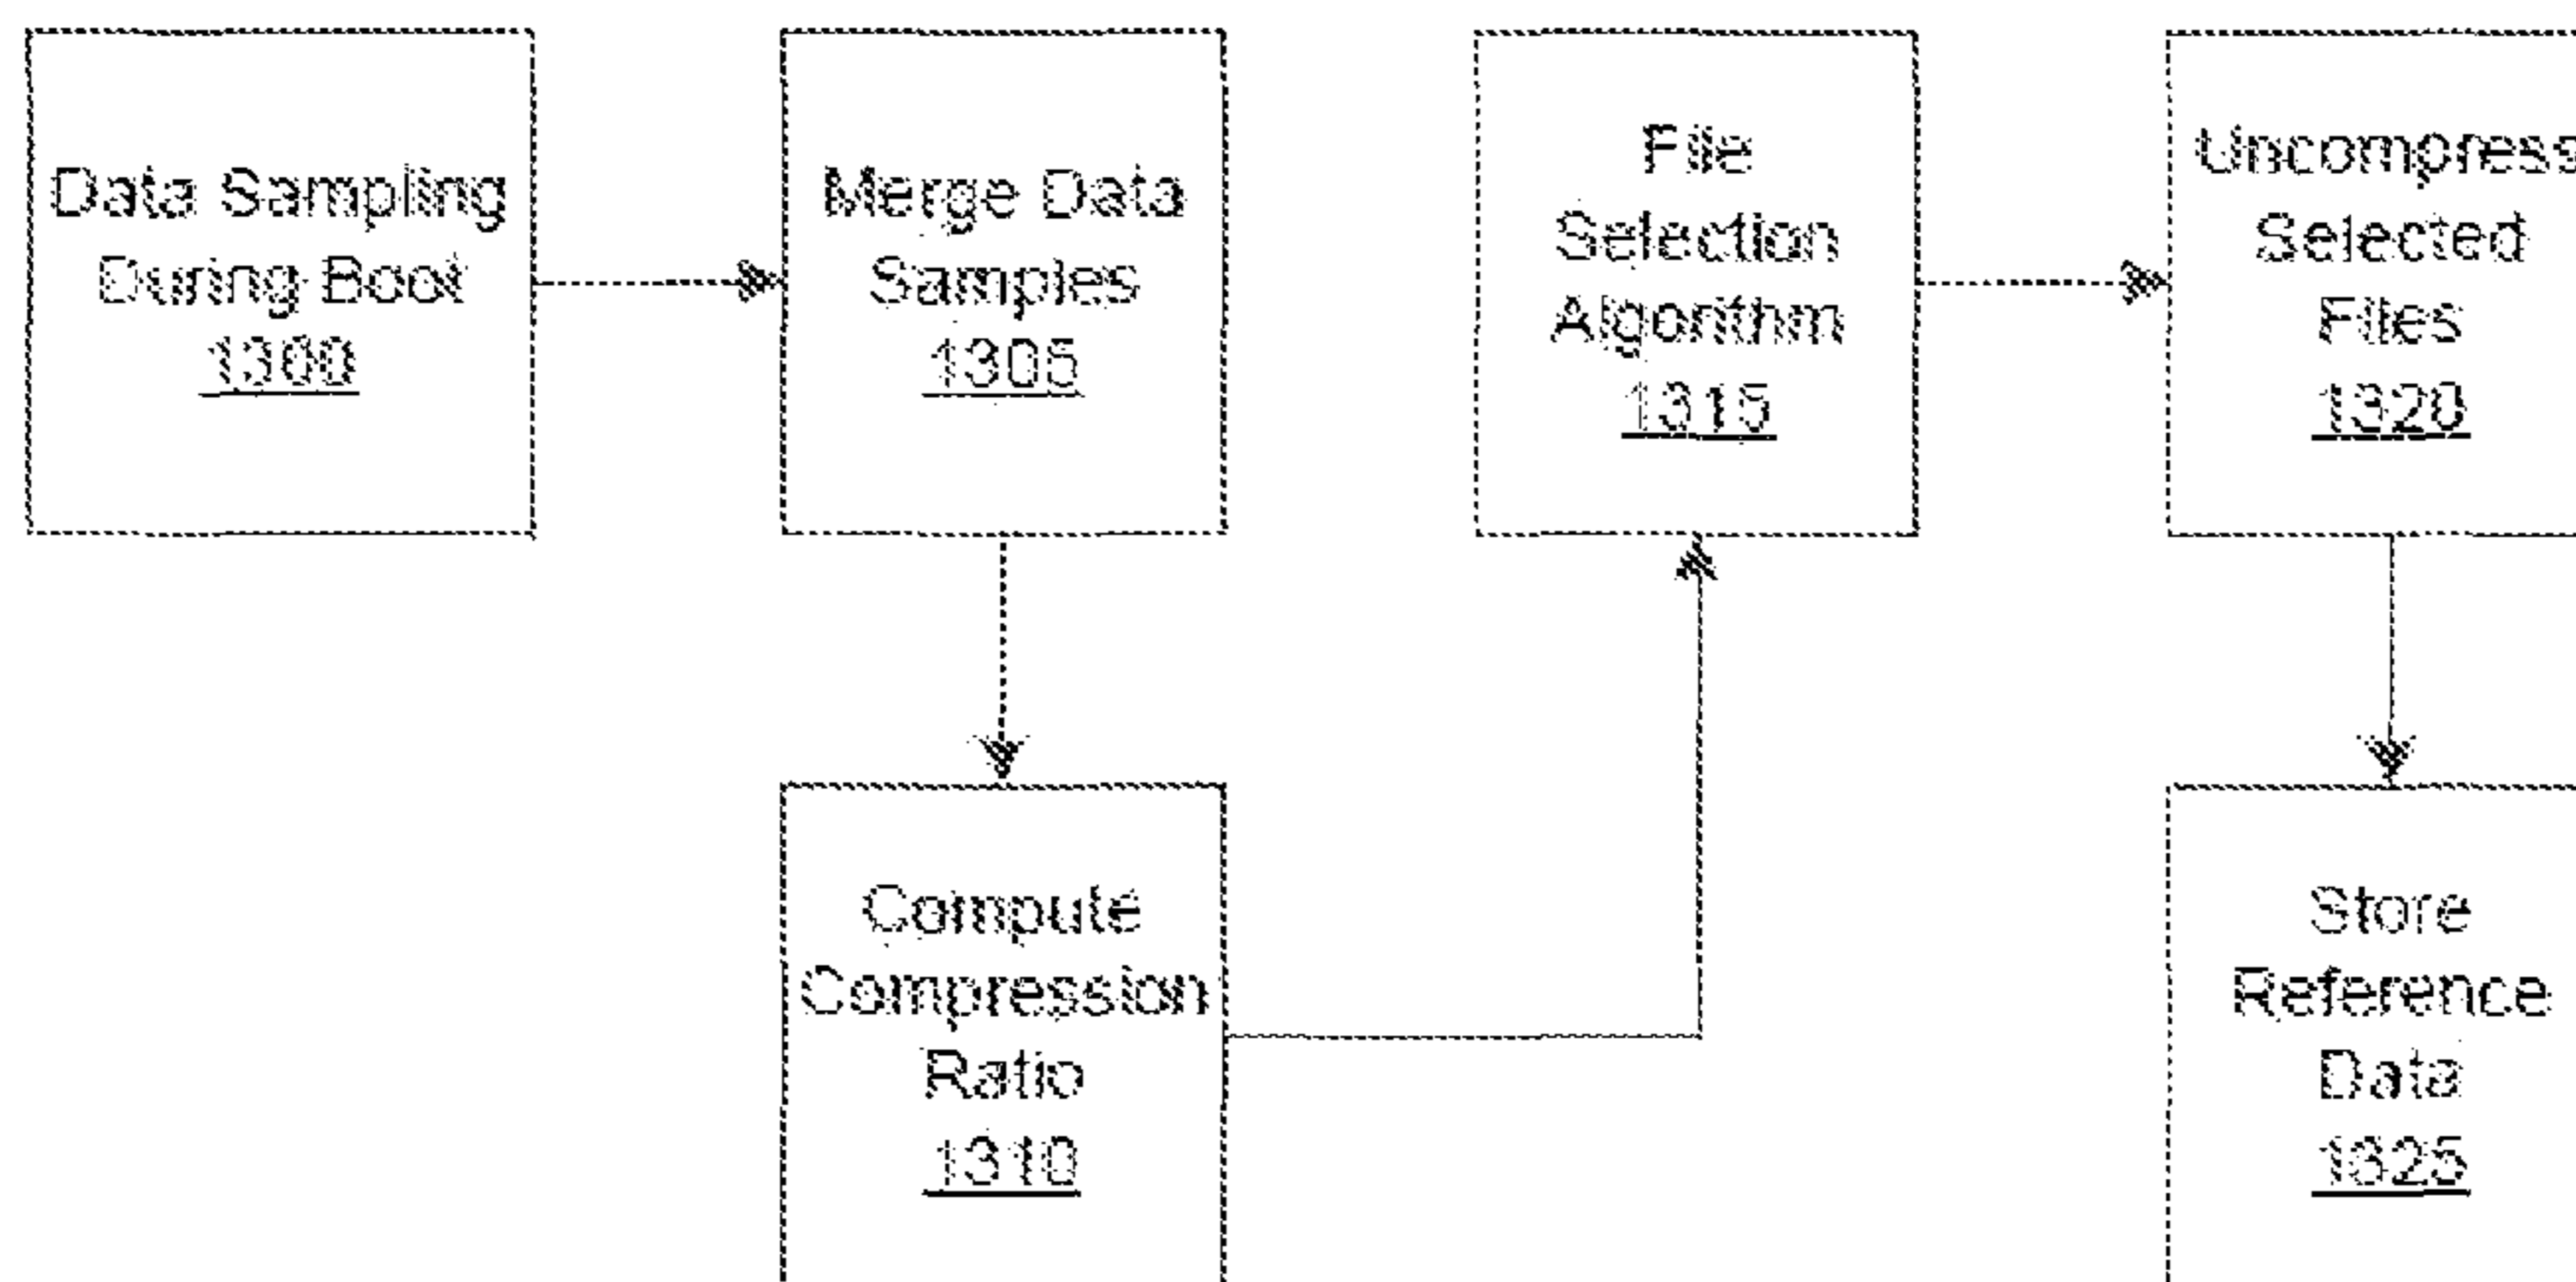 Data Sampling
During Boot
1300
Merge Data
Samples
1305
Compute
Compression
Ratio
1310
File
Selection
Algorithm
1315
Uncompress
Selected
Files
1320
Store
Reference
Data
1325